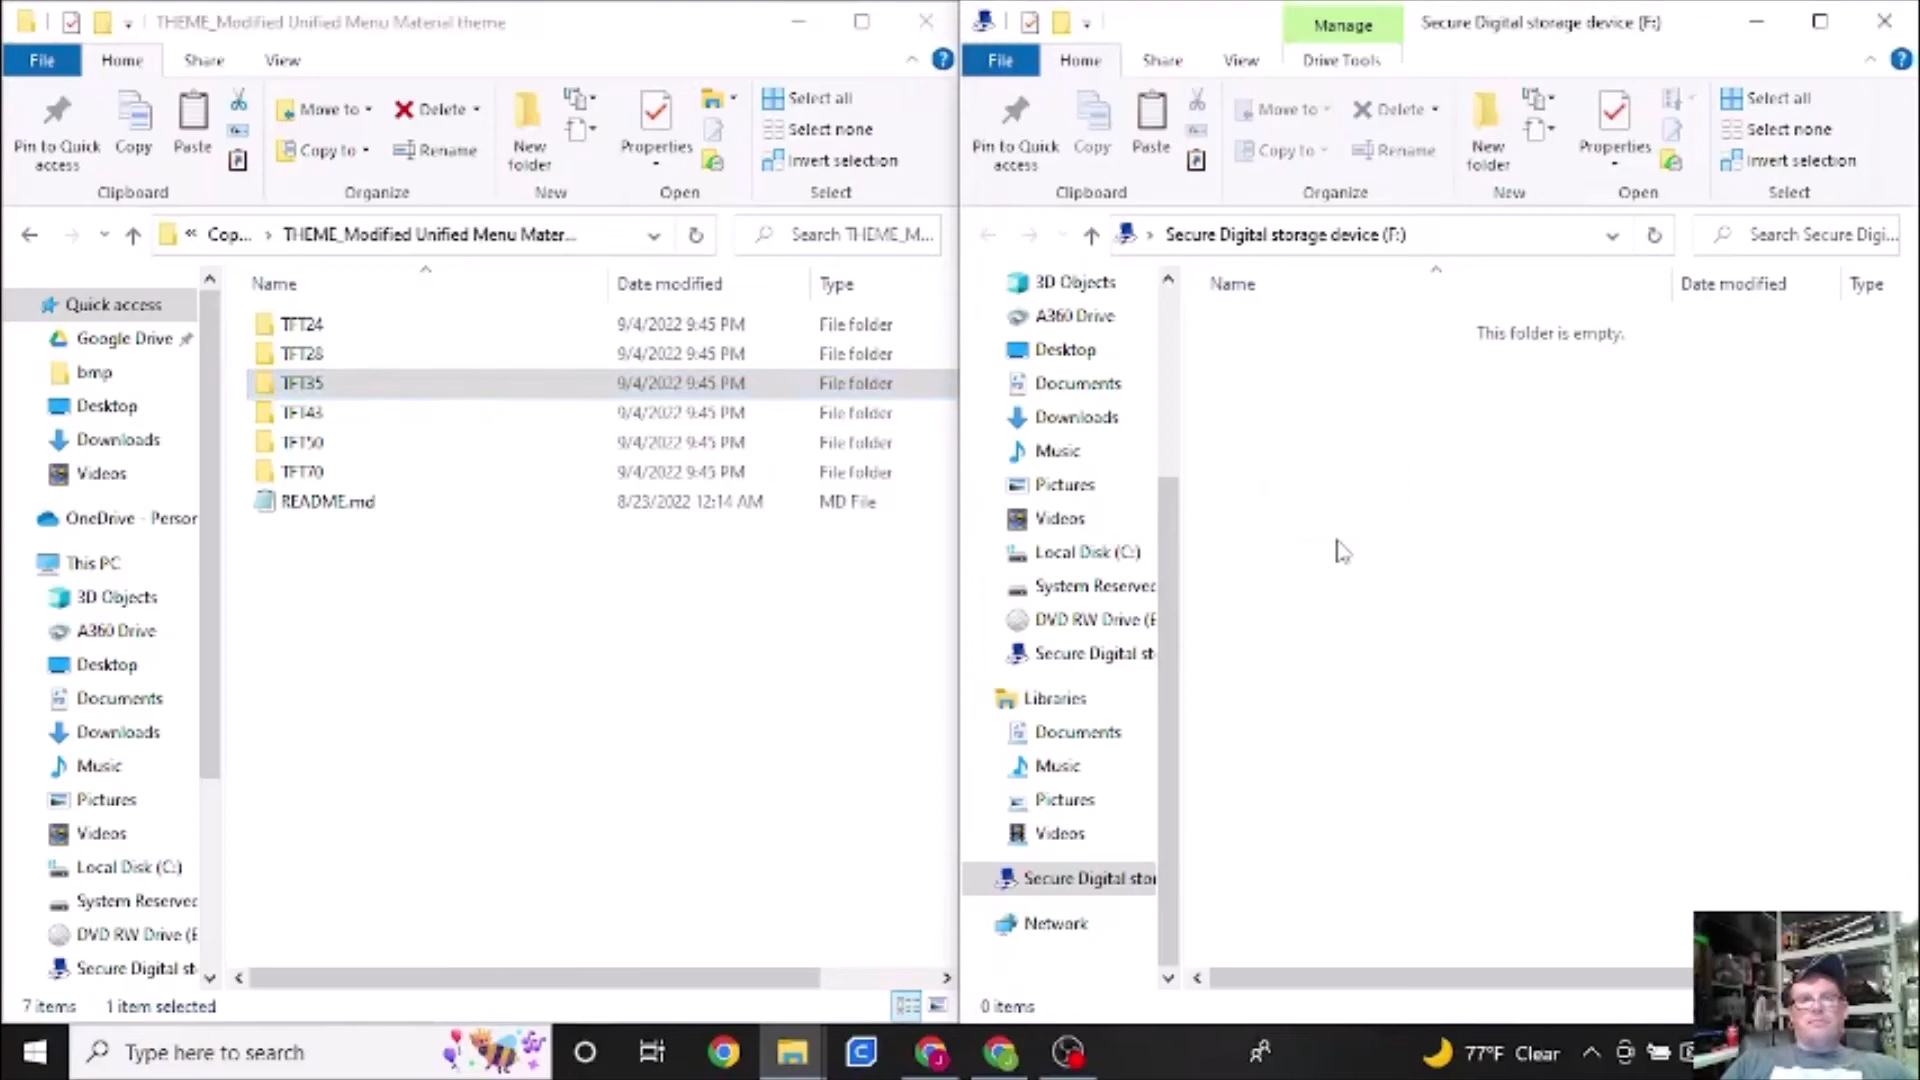 THEME_Modified Unified Menu Material theme
File
Home
Share
View
Pin to Quick access
Copy
Paste
Clipboard
Move to
Copy to
Delete
Rename
Organize
New folder
New
Properties
Open
Select all
Select none
Invert selection
Select
« Cop... › THEME_Modified Unified Menu Mater...
Search THEME_M...
Quick access
Google Drive
bmp
Desktop
Downloads
Videos
OneDrive - Person
This PC
3D Objects
A360 Drive
Desktop
Documents
Downloads
Music
Pictures
Videos
Local Disk (C:)
System Reserved
DVD RW Drive (E
Secure Digital st
Name Date modified Type
TFT24 9/4/2022 9:45 PM File folder
TFT28 9/4/2022 9:45 PM File folder
TFT35 9/4/2022 9:45 PM File folder
TFT43 9/4/2022 9:45 PM File folder
TFT50 9/4/2022 9:45 PM File folder
TFT70 9/4/2022 9:45 PM File folder
README.md 8/23/2022 12:14 AM MD File
7 items 1 item selected
Manage
Secure Digital storage device (F:)
File
Home
Share
View
Drive Tools
Pin to Quick access
Copy
Paste
Clipboard
Move to
Copy to
Delete
Rename
Organize
New folder
New
Properties
Open
Select all
Select none
Invert selection
Select
› Secure Digital storage device (F:)
Search Secure Digi...
3D Objects
A360 Drive
Desktop
Documents
Downloads
Music
Pictures
Videos
Local Disk (C:)
System Reserved
DVD RW Drive (E
Secure Digital st
Libraries
Documents
Music
Pictures
Videos
Secure Digital stor
Network
Name Date modified Type
This folder is empty.
0 items
Type here to search
77°F Clear